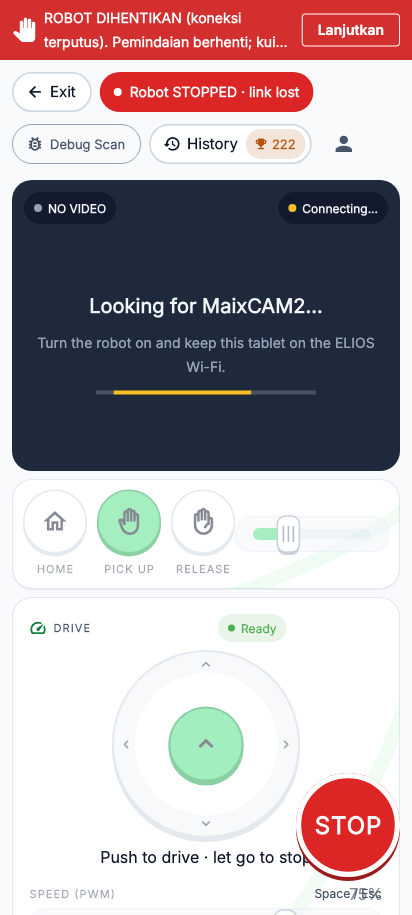 ROBOT DIHENTIKAN (koneksi
terputus). Pemindaian berhenti; kui...
Lanjutkan
Exit
Robot STOPPED · link lost
Debug Scan
History
222
NO VIDEO
Connecting...
Looking for MaixCAM2...
Turn the robot on and keep this tablet on the ELIOS
Wi-Fi.
HOME
PICK UP
RELEASE
DRIVE
Ready
STOP
Push to drive · let go to stop
SPEED (PWM)
Space / Esc
75%